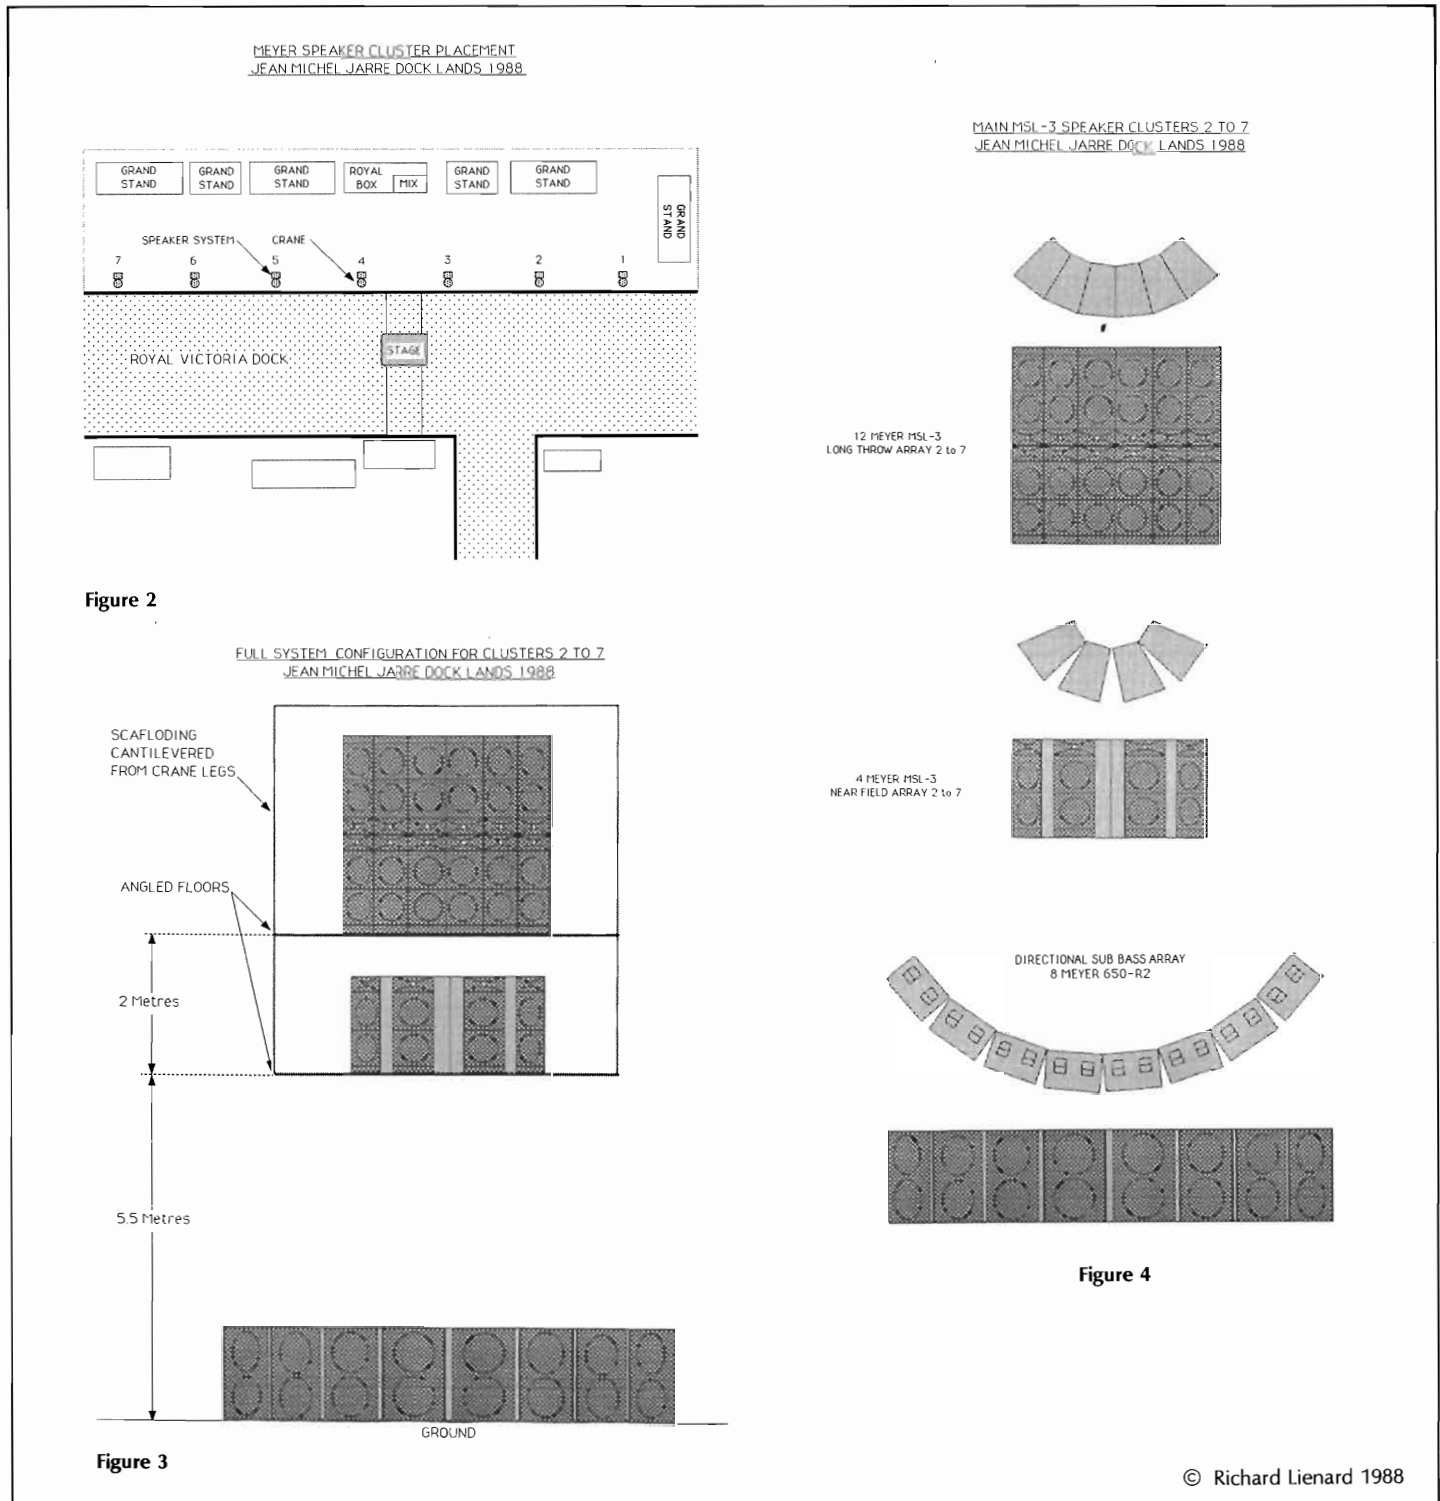 MEYER SPEAKER CLUSTER PLACEMENT
JEAN MICHEL JARRE DOCK LANDS 1988
GRAND
STAND
GRAND
STAND
GRAND
STAND
ROYAL
BOX
MIX
GRAND
STAND
GRAND
STAND
GRAND
STAND
SPEAKER SYSTEM
CRANE
7
6
5
4
3
2
1
ROYAL VICTORIA DOCK
STAGE
Figure 2
FULL SYSTEM CONFIGURATION FOR CLUSTERS 2 TO 7
JEAN MICHEL JARRE DOCK LANDS 1988
SCAFLODING
CANTILEVERED
FROM CRANE LEGS
ANGLED FLOORS
2 Metres
5.5 Metres
GROUND
Figure 3
MAIN MSL-3 SPEAKER CLUSTERS 2 TO 7
JEAN MICHEL JARRE DOCK LANDS 1988
12 MEYER MSL-3
LONG THROW ARRAY 2 to 7
4 MEYER MSL-3
NEAR FIELD ARRAY 2 to 7
DIRECTIONAL SUB BASS ARRAY
8 MEYER 650-R2
Figure 4
© Richard Lienard 1988